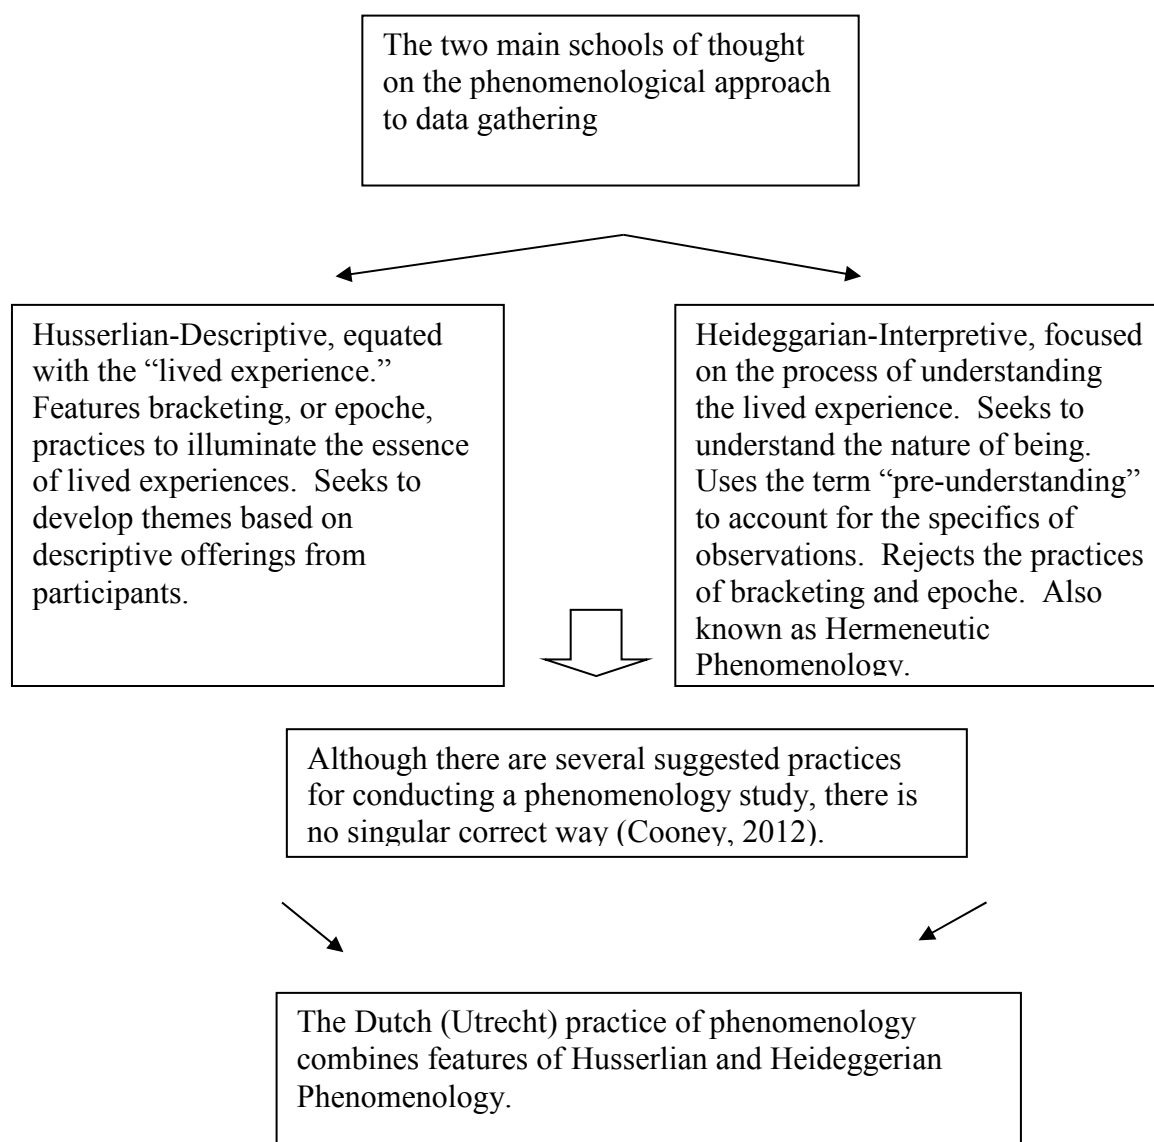 The two main schools of thought
on the phenomenological approach
to data gathering
Husserlian-Descriptive, equated
with the “lived experience.”
Features bracketing, or epoche,
practices to illuminate the essence
of lived experiences.  Seeks to
develop themes based on
descriptive offerings from
participants.
Heideggarian-Interpretive, focused
on the process of understanding
the lived experience.  Seeks to
understand the nature of being.
Uses the term “pre-understanding”
to account for the specifics of
observations.  Rejects the practices
of bracketing and epoche.  Also
known as Hermeneutic
Phenomenology.
Although there are several suggested practices
for conducting a phenomenology study, there is
no singular correct way (Cooney, 2012).
The Dutch (Utrecht) practice of phenomenology
combines features of Husserlian and Heideggerian
Phenomenology.